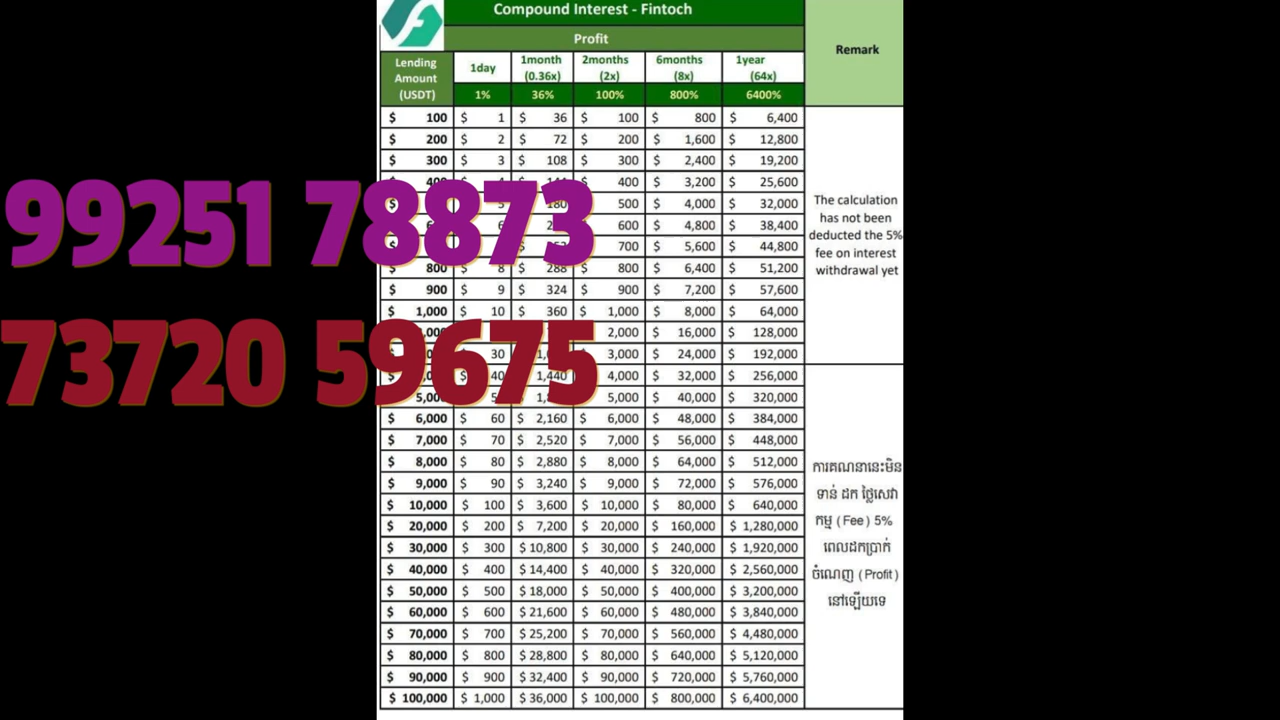 Compound Interest - Fintoch
Profit
Remark
Lending Amount (USDT)
1day
1month (0.36x)
2months (2x)
6months (8x)
1year (64x)
1% 36% 100% 800% 6400%
$ 100 $ 1 $ 36 $ 100 $ 800 $ 6,400
$ 200 $ 2 $ 72 $ 200 $ 1,600 $ 12,800
$ 300 $ 3 $ 108 $ 300 $ 2,400 $ 19,200
$ $ $ 400 $ 3,200 $ 25,600
$ 500 $ 4,000 $ 32,000
$ 600 $ 4,800 $ 38,400
$ 700 $ 5,600 $ 44,800
$ 800 $ 8 $ 288 $ 800 $ 6,400 $ 51,200
$ 900 $ 9 $ 324 $ 900 $ 7,200 $ 57,600
$ 1,000 $ 10 $ 360 $ 1,000 $ 8,000 $ 64,000
2,000 $ 16,000 $ 128,000
30 3,000 $ 24,000 $ 192,000
40 1,440 4,000 $ 32,000 $ 256,000
5,000 $ 40,000 $ 320,000
$ 6,000 $ 60 $ 2,160 $ 6,000 $ 48,000 $ 384,000
$ 7,000 $ 70 $ 2,520 $ 7,000 $ 56,000 $ 448,000
$ 8,000 $ 80 $ 2,880 $ 8,000 $ 64,000 $ 512,000
$ 9,000 $ 90 $ 3,240 $ 9,000 $ 72,000 $ 576,000
$ 10,000 $ 100 $ 3,600 $ 10,000 $ 80,000 $ 640,000
$ 20,000 $ 200 $ 7,200 $ 20,000 $ 160,000 $ 1,280,000
$ 30,000 $ 300 $ 10,800 $ 30,000 $ 240,000 $ 1,920,000
$ 40,000 $ 400 $ 14,400 $ 40,000 $ 320,000 $ 2,560,000
$ 50,000 $ 500 $ 18,000 $ 50,000 $ 400,000 $ 3,200,000
$ 60,000 $ 600 $ 21,600 $ 60,000 $ 480,000 $ 3,840,000
$ 70,000 $ 700 $ 25,200 $ 70,000 $ 560,000 $ 4,480,000
$ 80,000 $ 800 $ 28,800 $ 80,000 $ 640,000 $ 5,120,000
$ 90,000 $ 900 $ 32,400 $ 90,000 $ 720,000 $ 5,760,000
$ 100,000 $ 1,000 $ 36,000 $ 100,000 $ 800,000 $ 6,400,000
The calculation
has not been
deducted the 5%
fee on interest
withdrawal yet
ការគណនានេះមិន
ទាន់ ដក ថ្លៃសេវា
កម្ម (Fee) 5%
ពេលដកប្រាក់
ចំណេញ (Profit)
នៅឡើយទេ
99251 78873
73720 59675